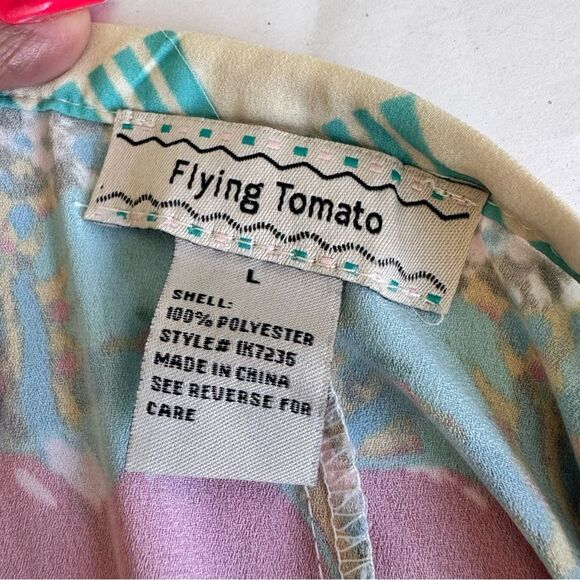 Flying Tomato
L
SHELL:
100% POLYESTER
STYLE# IK7235
MADE IN CHINA
SEE REVERSE FOR
CARE